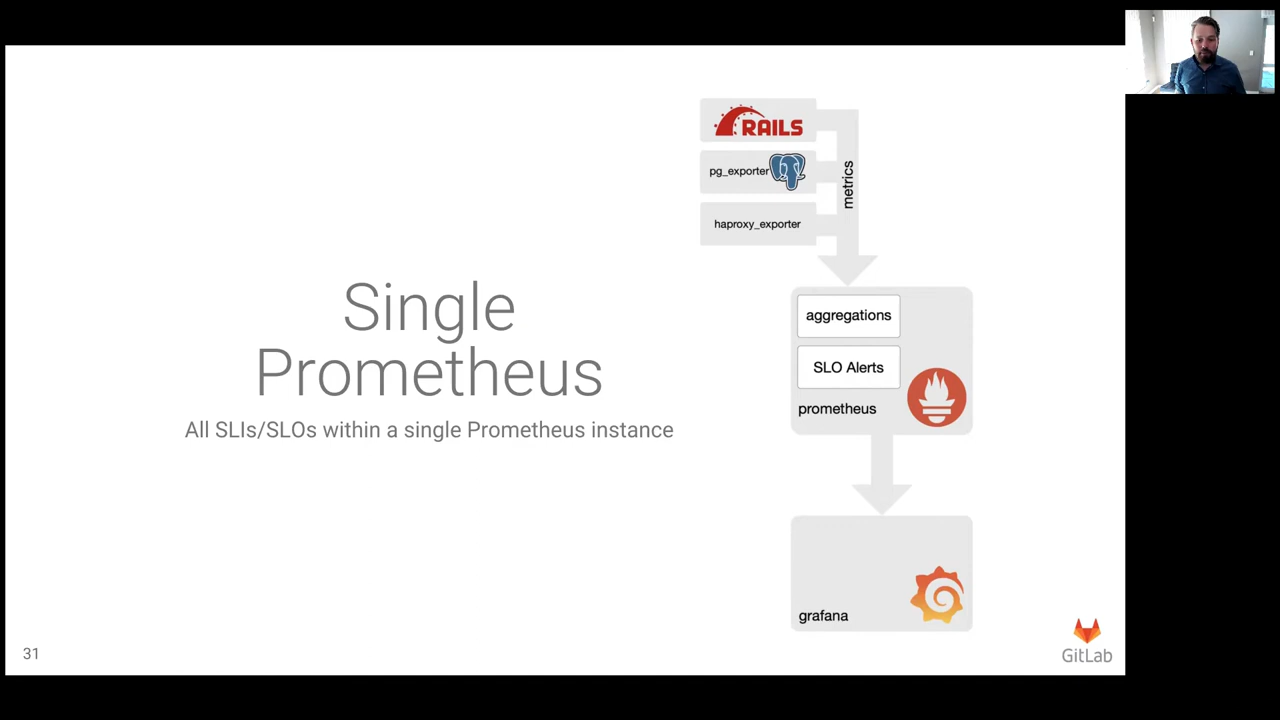 Single
Prometheus
All SLIs/SLOs within a single Prometheus instance
RAILS
pg_exporter
haproxy_exporter
metrics
aggregations
SLO Alerts
prometheus
grafana
31
GitLab